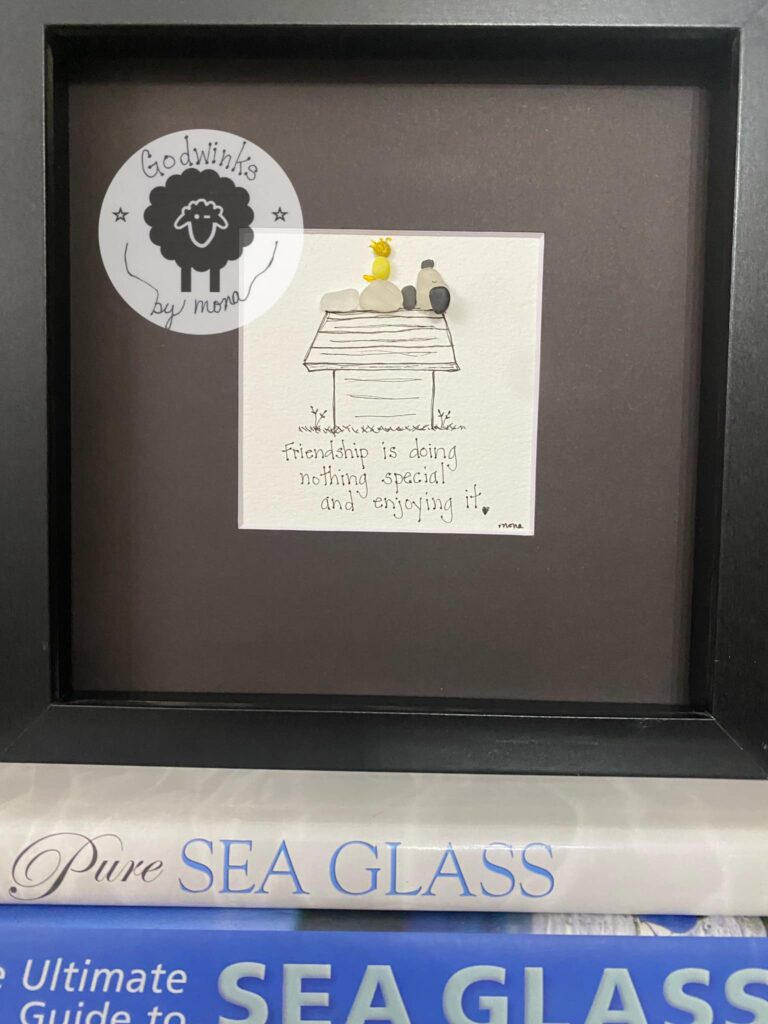 Godwinks
by mona
Friendship is doing
nothing special
and enjoying it.
mona
Pure SEA GLASS
Ultimate
Guide to
SEA GLASS